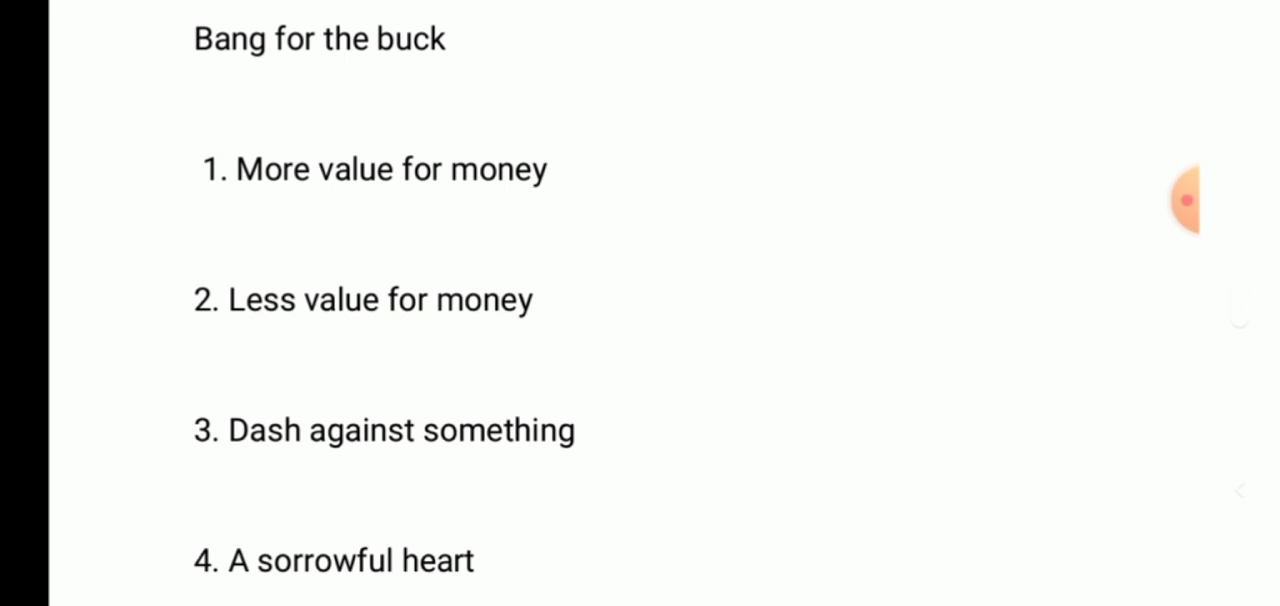 Bang for the buck
1. More value for money
2. Less value for money
3. Dash against something
4. A sorrowful heart